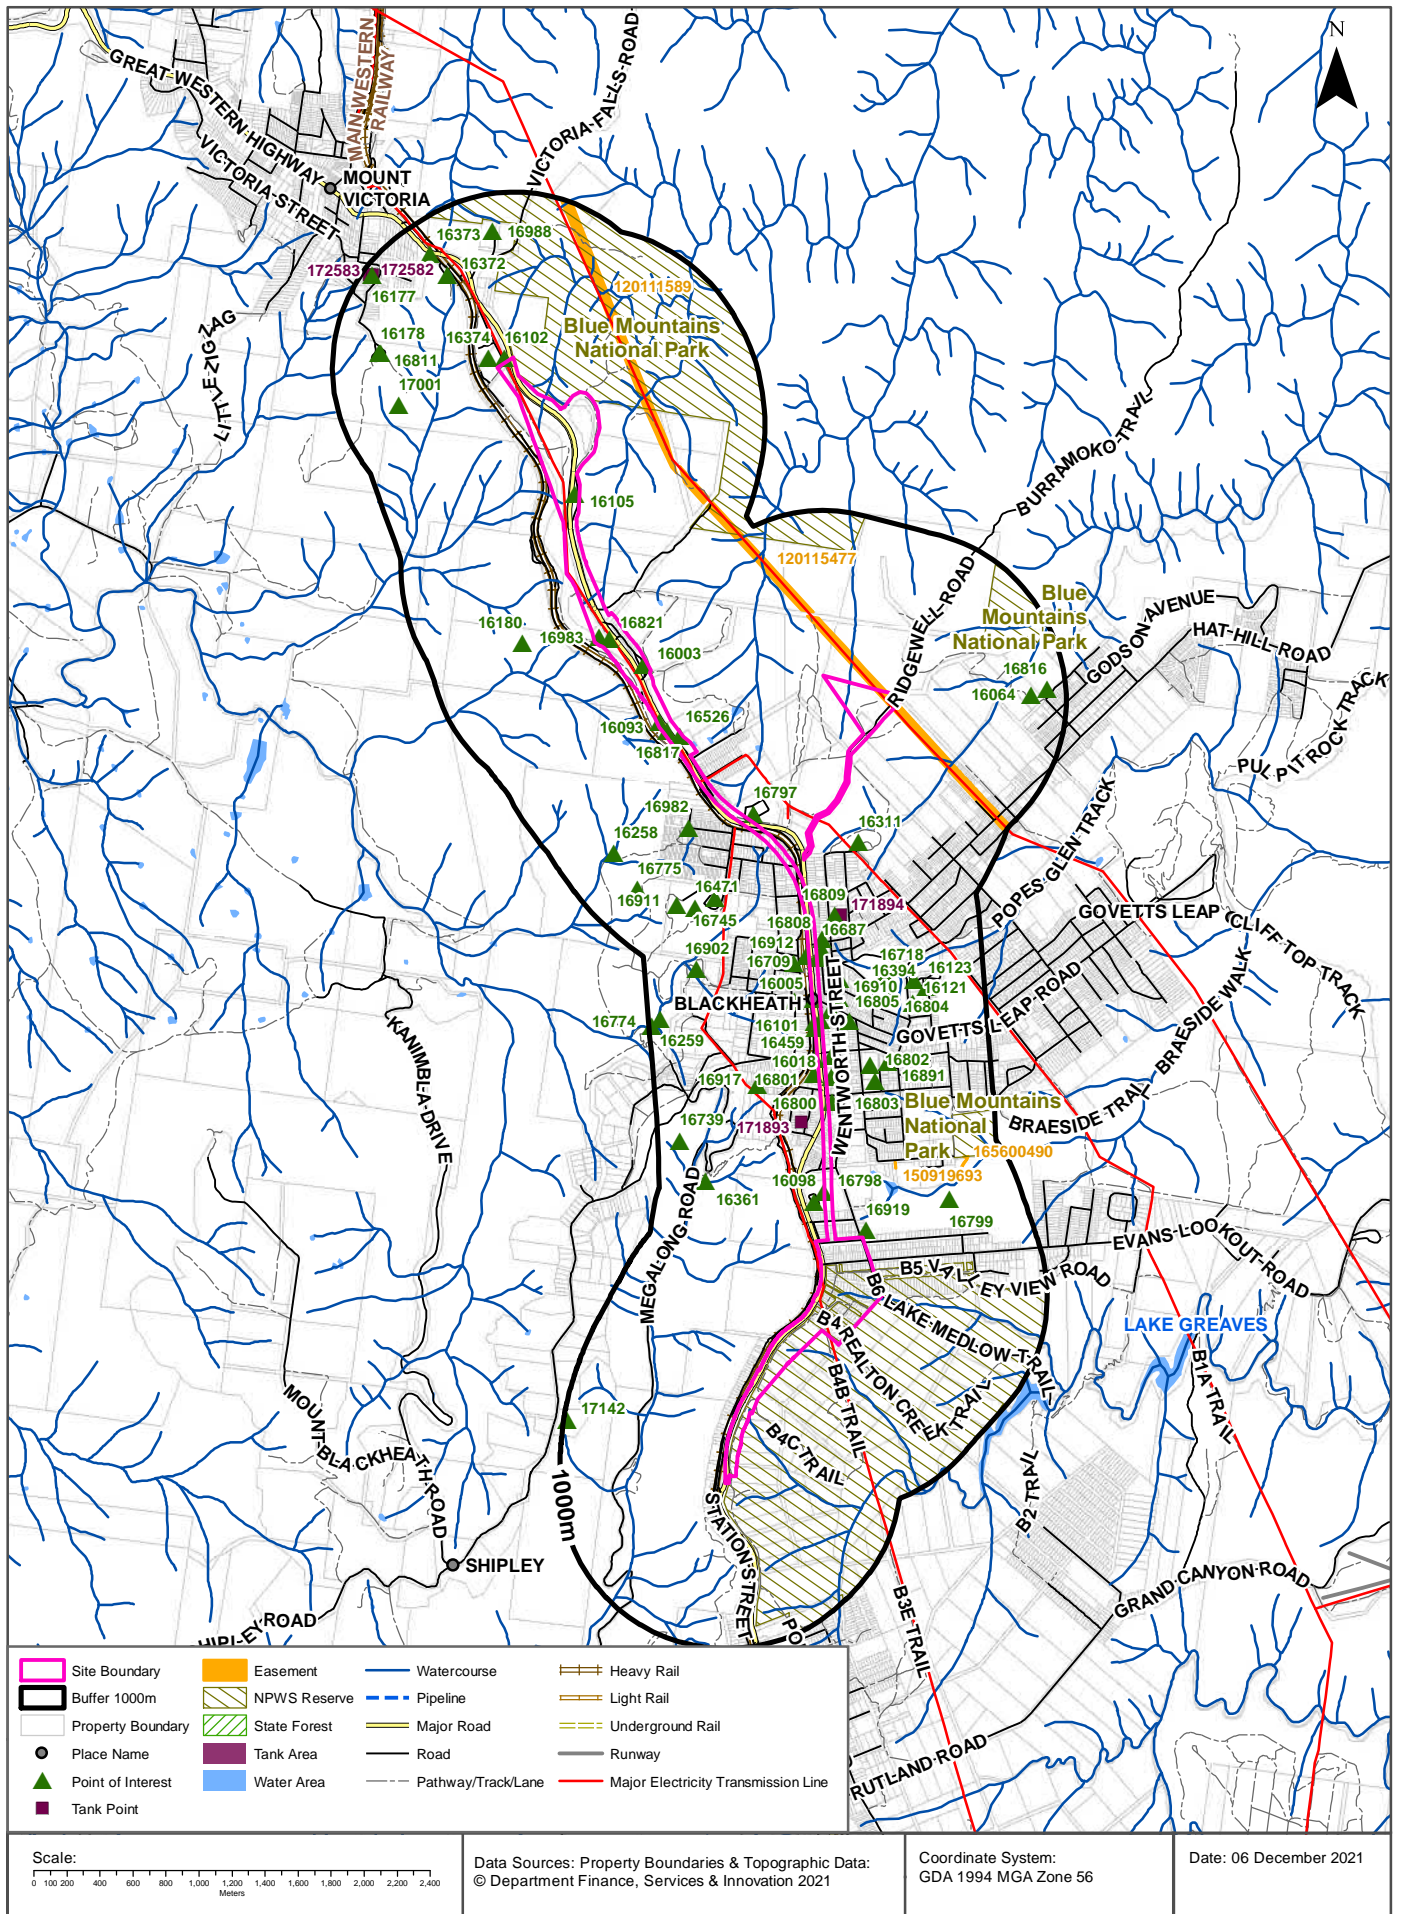 N
GREAT WESTERN HIGHWAY
MAIN WESTERN
RAILWAY
VICTORIA FALLS ROAD
VICTORIA STREET
MOUNT
VICTORIA
16373
16988
172583
172582
16372
16177
120111589
Blue Mountains
National Park
16178
16374
16102
16811
17001
LITTLE ZIG ZAG
BURRAMOKO TRAIL
16105
120115477
RIDGEWELL ROAD
Blue
Mountains
National Park
GODSON AVENUE
HAT HILL ROAD
16180
16983
16821
16003
16816
16064
PULPIT ROCK TRACK
16093
16526
16817
16797
16982
16258
16311
POPES GLEN TRACK
16775
16471
16911
16745
16809
171894
16808
16687
GOVETTS LEAP
CLIFF TOP TRACK
16902
16912
16709
16005
16718
16394
16123
16910
16121
16805
16804
BLACKHEATH
WENTWORTH STREET
GOVETTS LEAP ROAD
BRAESIDE WALK
KANIMBLA DRIVE
16774
16259
16101
16459
16018
16802
16891
16917
16801
16800
16803
171893
Blue Mountains
National
Park
BRAESIDE TRAIL
165600490
150919693
16739
16361
16098
16798
16919
16799
MEGALONG ROAD
EVANS LOOKOUT ROAD
B5 VALLEY VIEW ROAD
B6 LAKE MEDLOW TRAIL
B4 REALTON CREEK TRAIL
LAKE GREAVES
B1A TRAIL
B4B TRAIL
B4C TRAIL
B2 TRAIL
17142
1000m
MOUNT BLACKHEATH ROAD
SHIPLEY
STATION STREET
GRAND CANYON ROAD
B3E TRAIL
HIPLEY ROAD
PO
RUTLAND ROAD
Site Boundary
Easement
Watercourse
Heavy Rail
Buffer 1000m
NPWS Reserve
Pipeline
Light Rail
Property Boundary
State Forest
Major Road
Underground Rail
Place Name
Tank Area
Road
Runway
Point of Interest
Water Area
Pathway/Track/Lane
Major Electricity Transmission Line
Tank Point
Scale:
0 100 200 400 600 800 1,000 1,200 1,400 1,600 1,800 2,000 2,200 2,400
Meters
Data Sources: Property Boundaries & Topographic Data:
© Department Finance, Services & Innovation 2021
Coordinate System:
GDA 1994 MGA Zone 56
Date: 06 December 2021